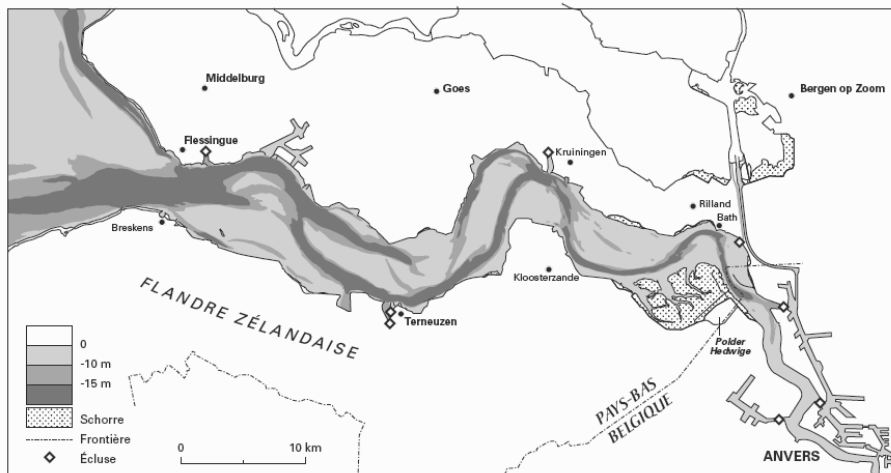 Middelburg
Goes
Bergen op Zoom
Flessingue
Kruiningen
Rilland
Bath
Breskens
Kloosterzande
FLANDRE ZÉLANDAISE
Terneuzen
Polder
Hedwige
PAYS-BAS
BELGIQUE
ANVERS
0
-10 m
-15 m
Schorre
Frontière
Écluse
0 10 km